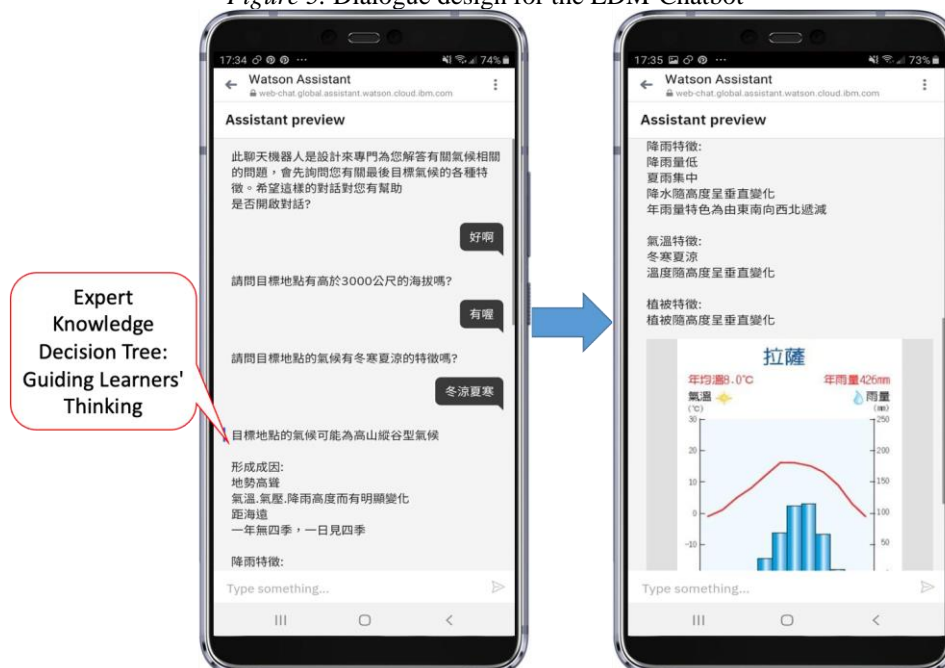 Figure 5. Dialogue design for the EDM-Chatbot
17:34 ... 74%
Watson Assistant
web-chat.global.assistant.watson.cloud.ibm.com
Assistant preview
此聊天機器人是設計來專門為您解答有關氣候相關
的問題，會先詢問您有關最後目標氣候的各種特
徵。希望這樣的對話對您有幫助
是否開啟對話?
好啊
請問目標地點有高於3000公尺的海拔嗎?
有喔
請問目標地點的氣候有冬寒夏涼的特徵嗎?
冬涼夏寒
目標地點的氣候可能為高山縱谷型氣候
形成成因:
地勢高聳
氣溫.氣壓.降雨高度而有明顯變化
距海遠
一年無四季，一日見四季
降雨特徵:
Type something...
Expert
Knowledge
Decision Tree:
Guiding Learners'
Thinking
17:35 ... 73%
Watson Assistant
web-chat.global.assistant.watson.cloud.ibm.com
Assistant preview
降雨特徵:
降雨量低
夏雨集中
降水隨高度呈垂直變化
年雨量特色為由東南向西北遞減
氣溫特徵:
冬寒夏涼
溫度隨高度呈垂直變化
植被特徵:
植被隨高度呈垂直變化
拉薩
年均溫8.0°C 年雨量426mm
氣溫 雨量
(°C) (mm)
30 250
20 200
10 150
0 100
-10 50
Type something...